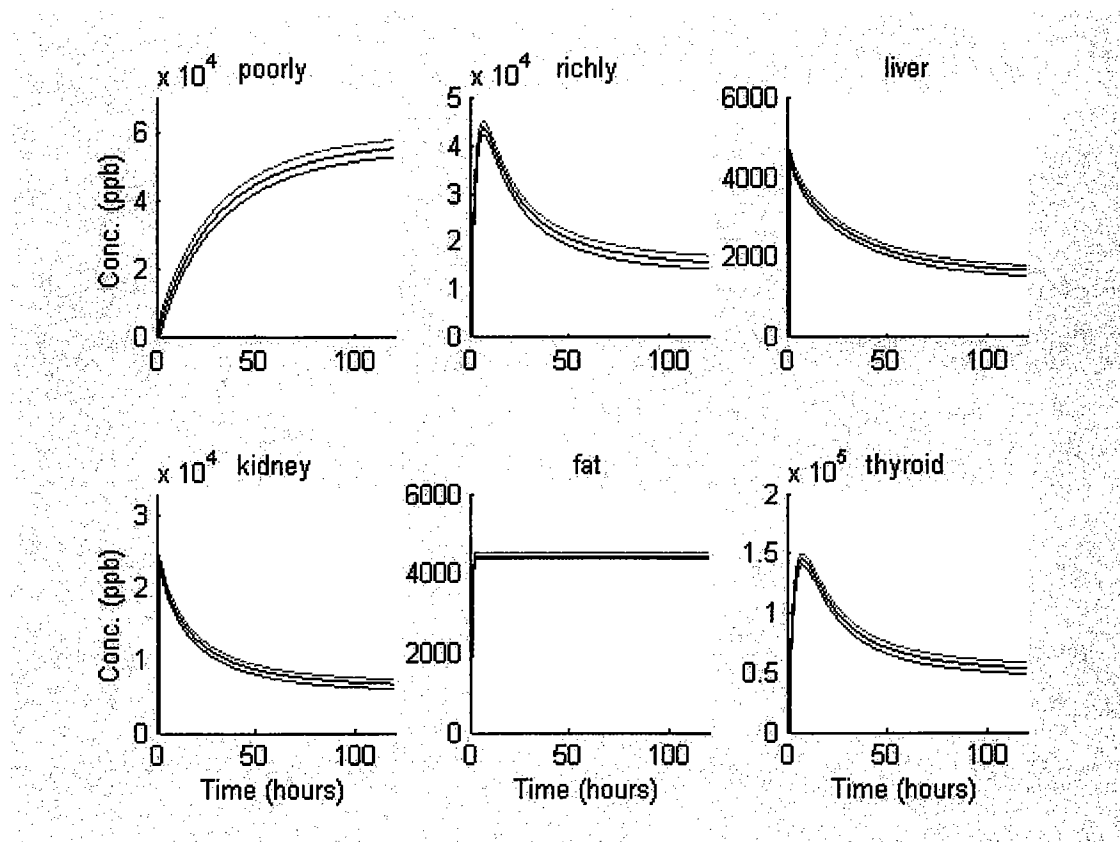 x 10^4 poorly
Conc. (ppb)
6
4
2
0
0 50 100
x 10^4 richly
5
4
3
2
1
0
0 50 100
liver
6000
4000
2000
0
0 50 100
x 10^4 kidney
Conc. (ppb)
3
2
1
0
0 50 100
Time (hours)
fat
6000
4000
2000
0
0 50 100
Time (hours)
x 10^5 thyroid
2
1.5
1
0.5
0
0 50 100
Time (hours)